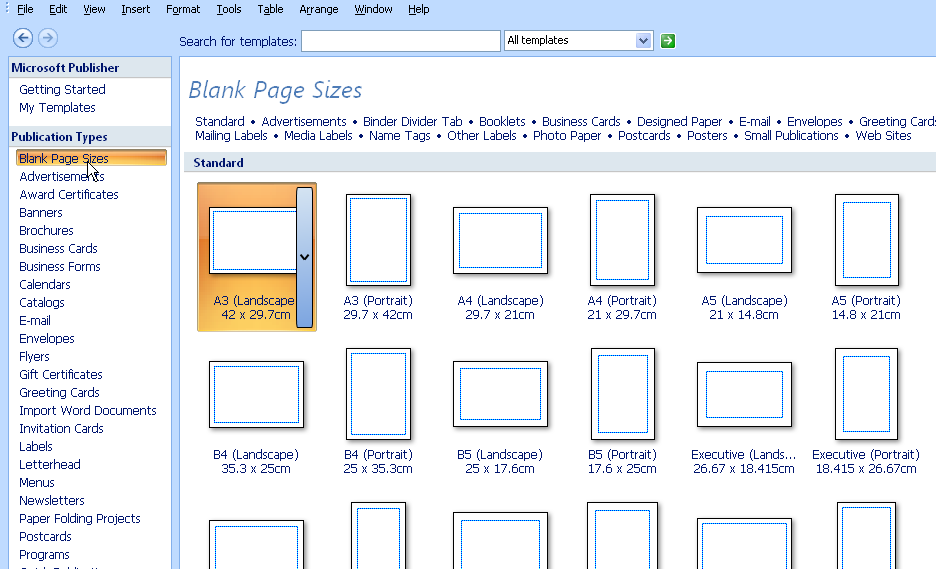 File Edit View Insert Format Tools Table Arrange Window Help
Search for templates: All templates
Microsoft Publisher
Getting Started
My Templates
Publication Types
Blank Page Sizes
Advertisements
Award Certificates
Banners
Brochures
Business Cards
Business Forms
Calendars
Catalogs
E-mail
Envelopes
Flyers
Gift Certificates
Greeting Cards
Import Word Documents
Invitation Cards
Labels
Letterhead
Menus
Newsletters
Paper Folding Projects
Postcards
Programs
Blank Page Sizes
Standard • Advertisements • Binder Divider Tab • Booklets • Business Cards • Designed Paper • E-mail • Envelopes • Greeting Cards
Mailing Labels • Media Labels • Name Tags • Other Labels • Photo Paper • Postcards • Posters • Small Publications • Web Sites
Standard
A3 (Landscape A3 (Portrait) A4 (Landscape) A4 (Portrait) A5 (Landscape) A5 (Portrait)
42 x 29.7cm 29.7 x 42cm 29.7 x 21cm 21 x 29.7cm 21 x 14.8cm 14.8 x 21cm
B4 (Landscape) B4 (Portrait) B5 (Landscape) B5 (Portrait) Executive (Lands... Executive (Portrait)
35.3 x 25cm 25 x 35.3cm 25 x 17.6cm 17.6 x 25cm 26.67 x 18.415cm 18.415 x 26.67cm